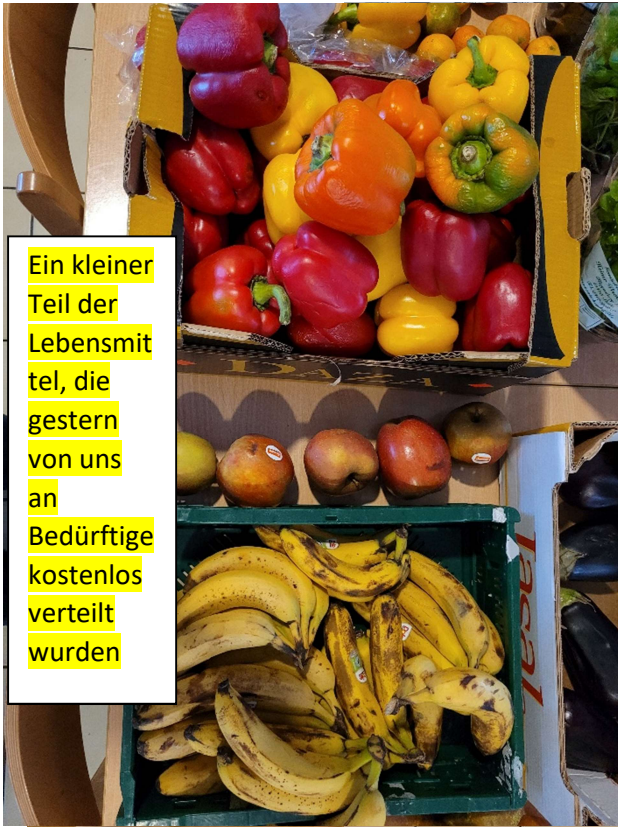 Ein kleiner
Teil der
Lebensmit
tel, die
gestern
von uns
an
Bedürftige
kostenlos
verteilt
wurden